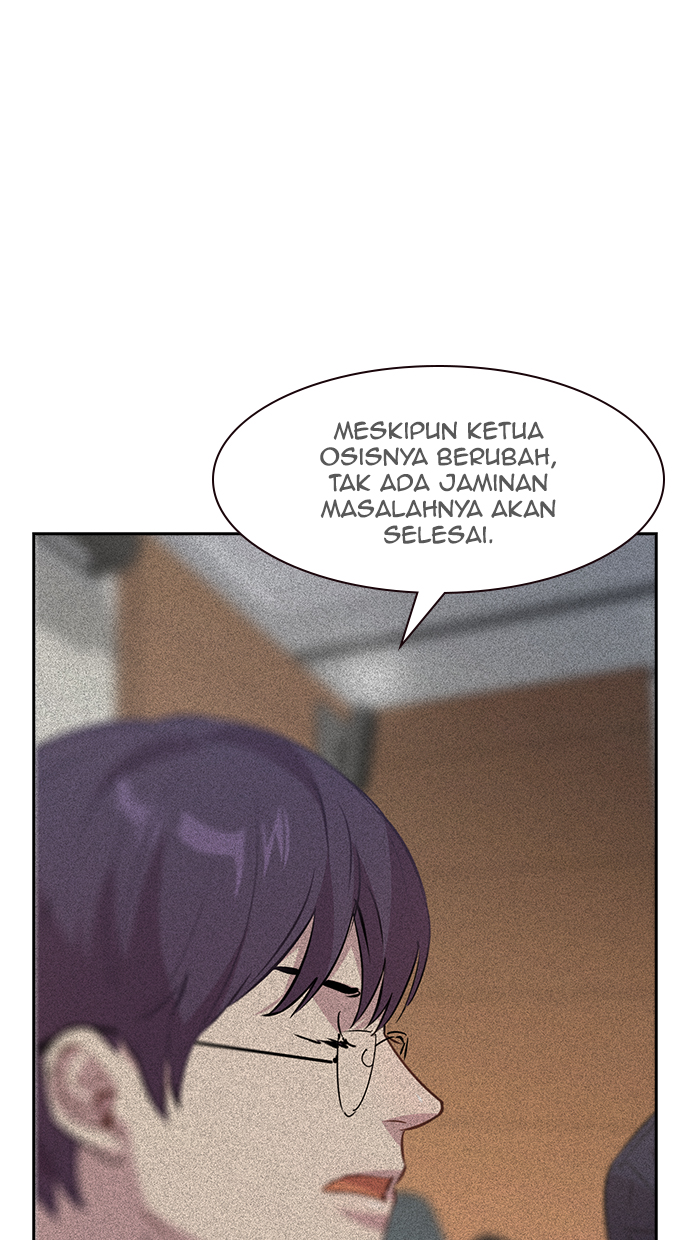 MESKIPUN KETUA
OSISNYA BERUBAH,
TAK ADA JAMINAN
MASALAHNYA AKAN
SELESAI.